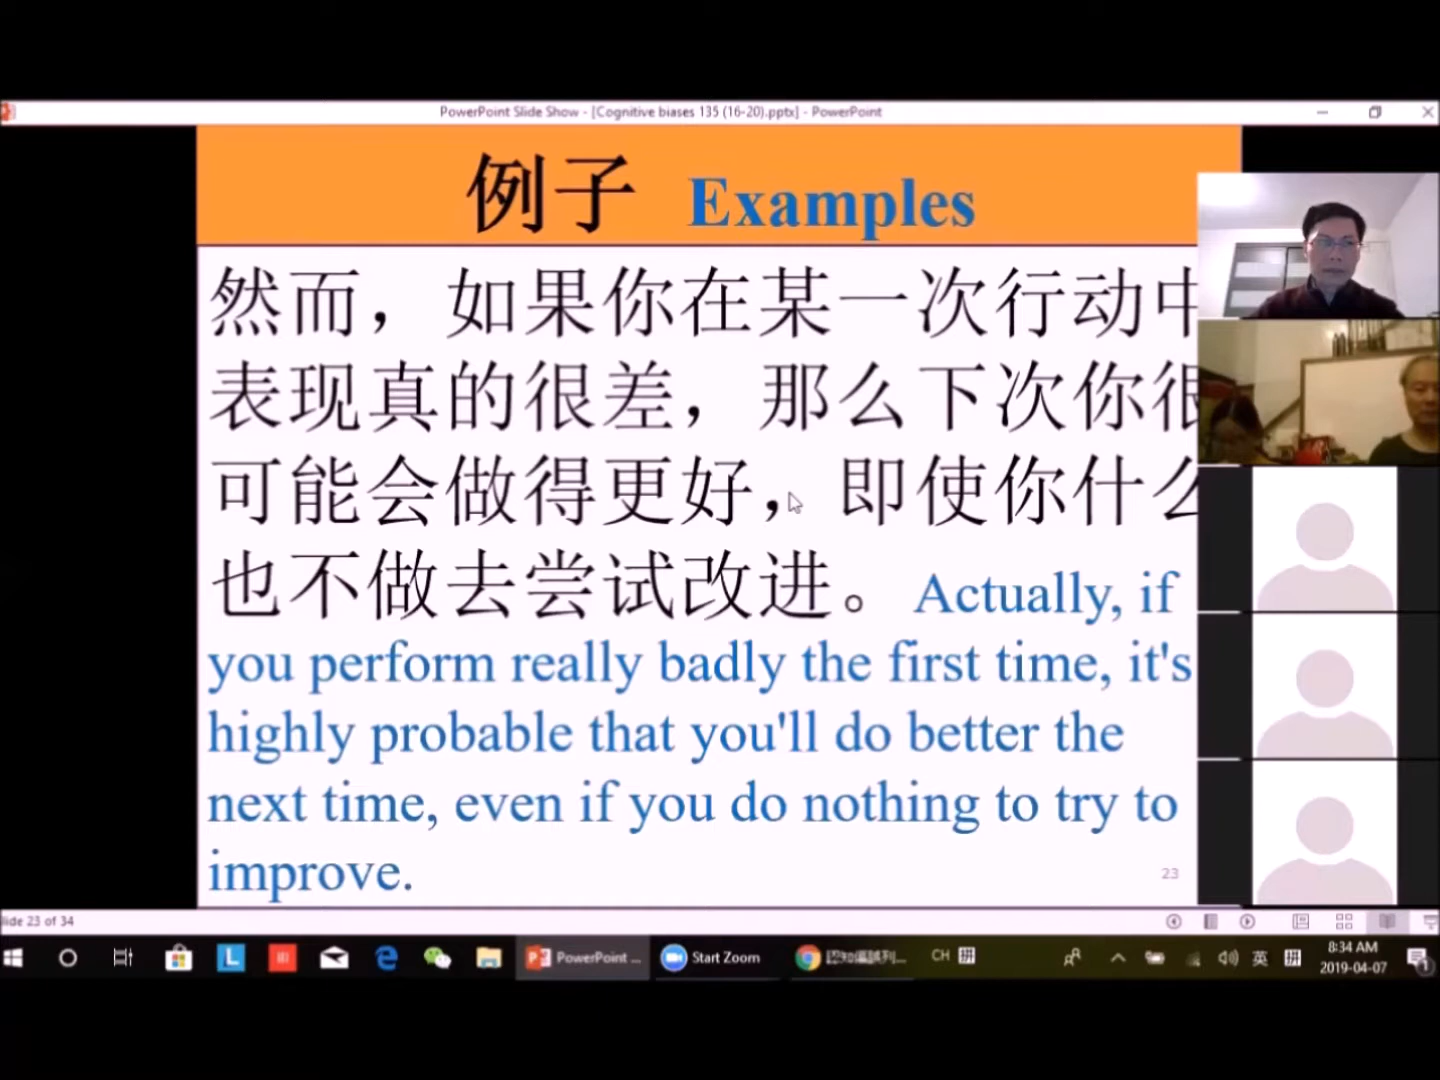 PowerPoint Slide Show - [Cognitive biases 135 (16-20).pptx] - PowerPoint
例子 Examples
然而，如果你在某一次行动中
表现真的很差，那么下次你很
可能会做得更好，即使你什么
也不做去尝试改进。Actually, if
you perform really badly the first time, it's
highly probable that you'll do better the
next time, even if you do nothing to try to
improve.
23
lide 23 of 34
PowerPoint ...
Start Zoom
CH 拼
英 拼
8:34 AM
2019-04-07